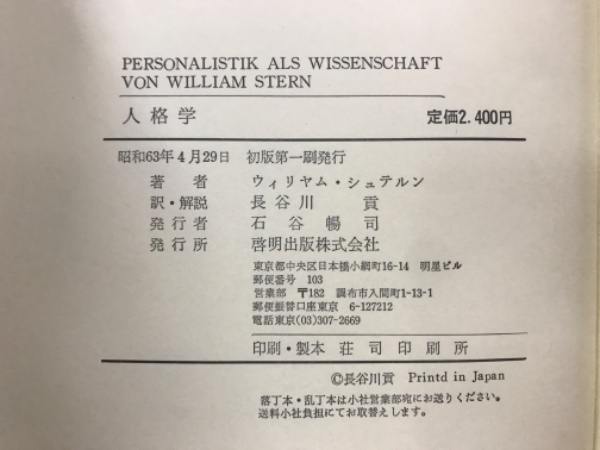 PERSONALISTIK ALS WISSENSCHAFT
VON WILLIAM STERN
人格学 定価2.400円
昭和63年4月29日 初版第一刷発行
著者 ウィリヤム・シュテルン
訳・解説 長谷川貢
発行者 石谷暢司
発行所 啓明出版株式会社
東京都中央区日本橋小網町16-14 明星ビル
郵便番号 103
営業部 〒182 調布市入間町1-13-1
郵便振替口座東京 6-127212
電話東京(03)307-2669
印刷・製本 荘司印刷所
©長谷川貢 Printd in Japan
落丁本・乱丁本は小社営業部宛にお送りください。
送料小社負担にてお取替えします。